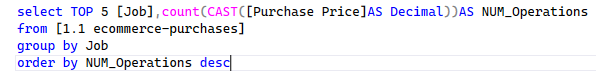 select TOP 5 [Job],count(CAST([Purchase Price]AS Decimal))AS NUM_Operations
from [1.1 ecommerce-purchases]
group by Job
order by NUM_Operations desc